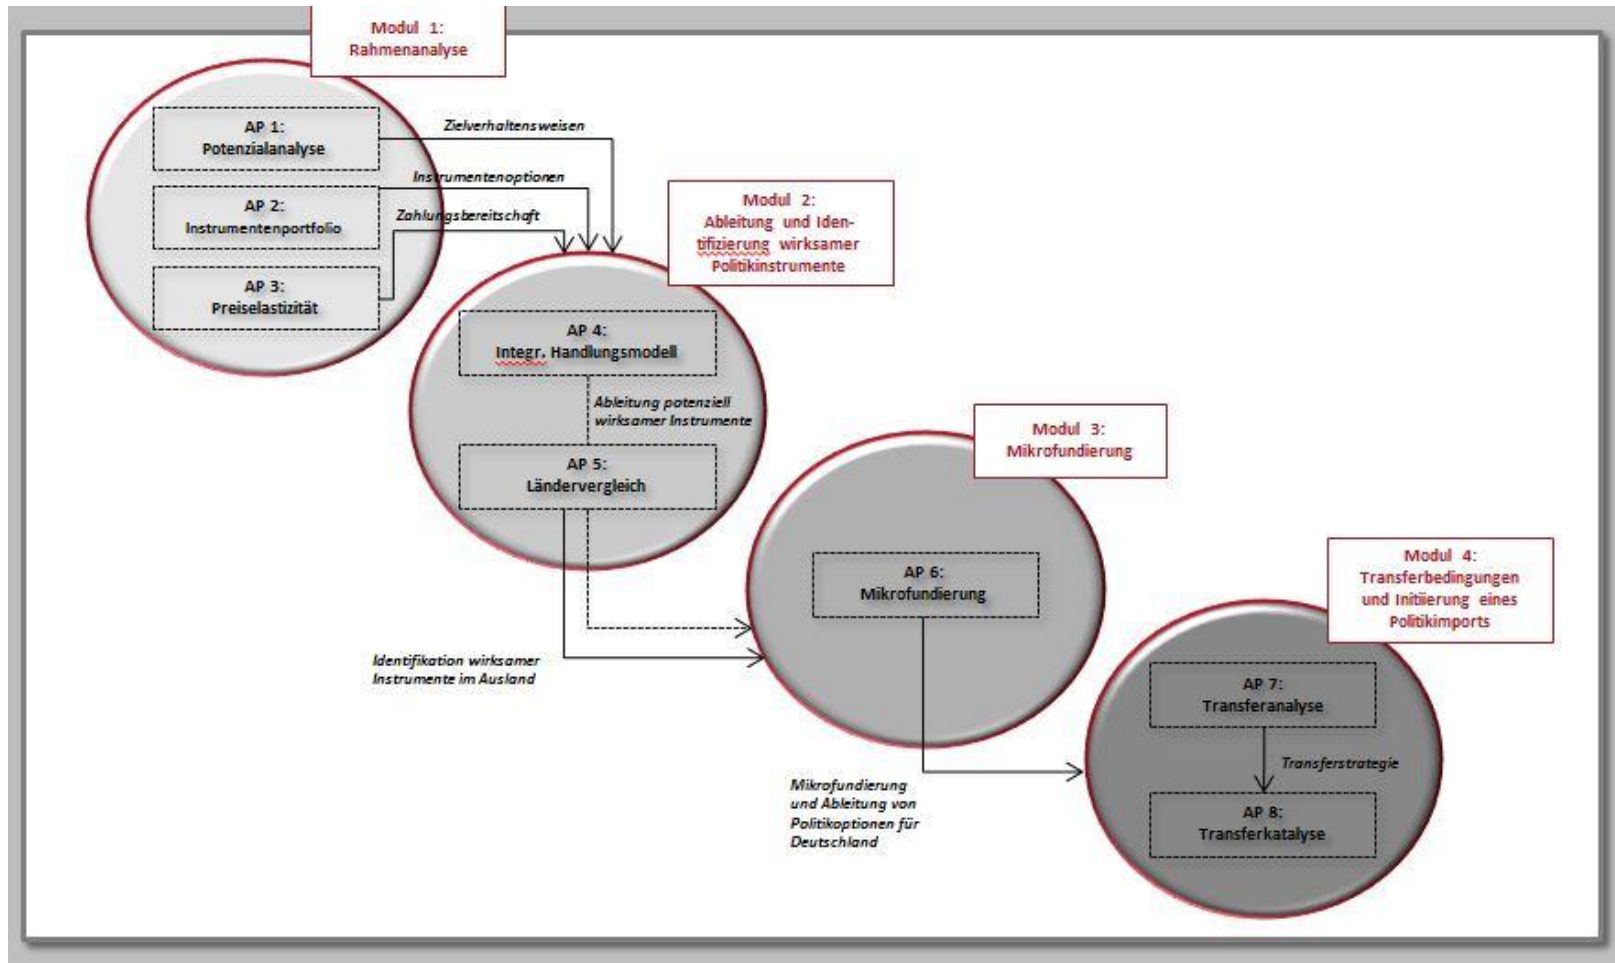 Modul 1:
Rahmenanalyse
AP 1:
Potenzialanalyse
Zielverhaltensweisen
AP 2:
Instrumentenportfolio
Instrumentenoptionen
Zahlungsbereitschaft
AP 3:
Preiselastizität
Modul 2:
Ableitung und Iden-
tifizierung wirksamer
Politikinstrumente
AP 4:
Integr. Handlungsmodell
Ableitung potenziell
wirksamer Instrumente
AP 5:
Ländervergleich
Identifikation wirksamer
Instrumente im Ausland
Modul 3:
Mikrofundierung
AP 6:
Mikrofundierung
Mikrofundierung
und Ableitung von
Politikoptionen für
Deutschland
Modul 4:
Transferbedingungen
und Initiierung eines
Politikimports
AP 7:
Transferanalyse
Transferstrategie
AP 8:
Transferkatalyse